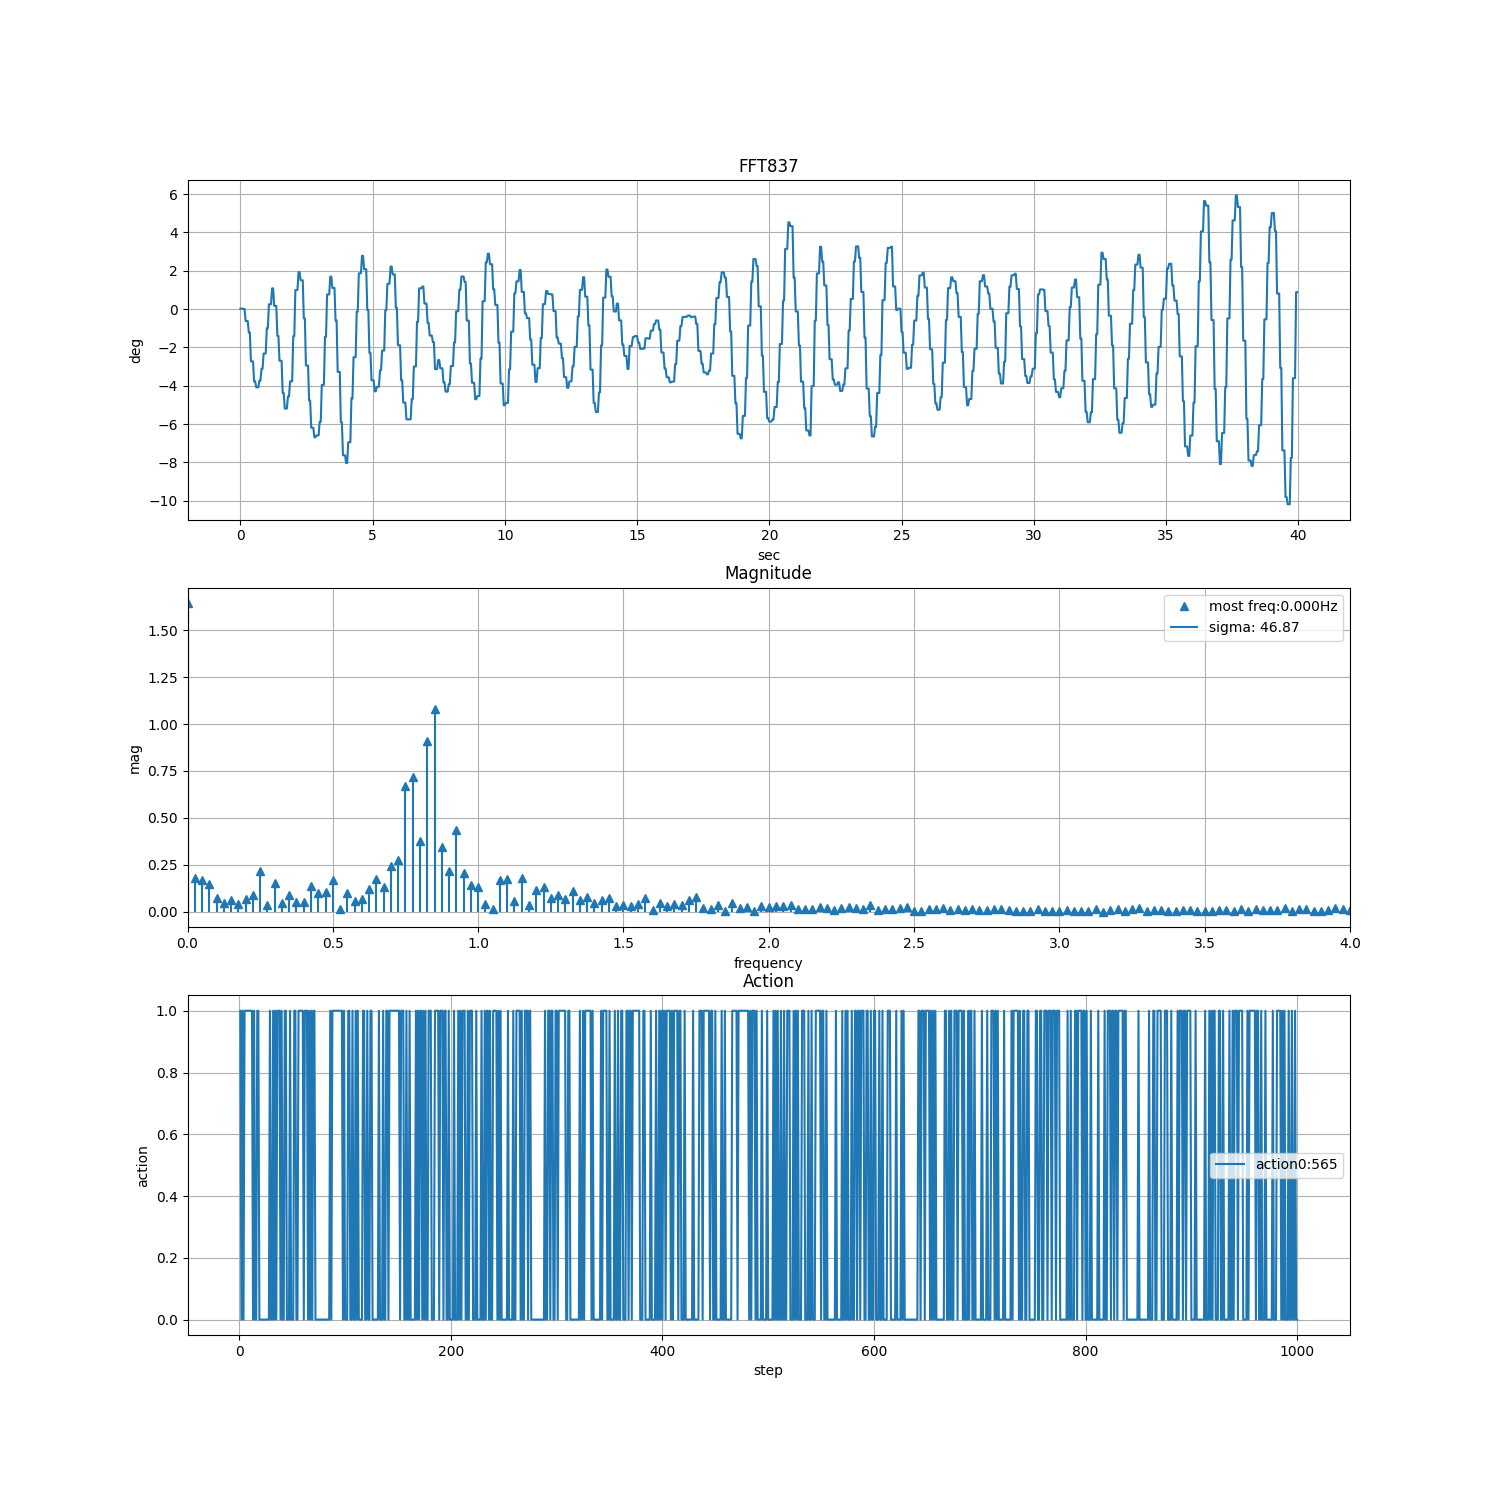 FFT837
6
4
2
0
−2
−4
−6
−8
−10
deg
0 5 10 15 20 25 30 35 40
sec
Magnitude
1.50
1.25
1.00
0.75
0.50
0.25
0.00
mag
most freq:0.000Hz
sigma: 46.87
0.0 0.5 1.0 1.5 2.0 2.5 3.0 3.5 4.0
frequency
Action
1.0
0.8
0.6
0.4
0.2
0.0
action
action0:565
0 200 400 600 800 1000
step